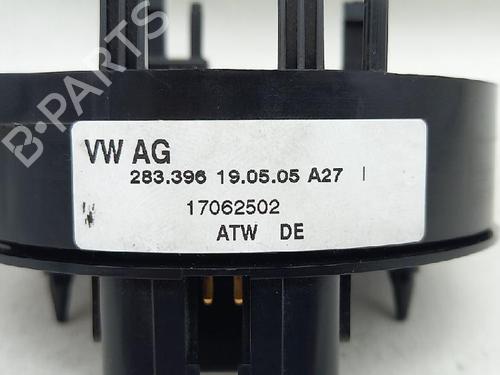 B-PARTS
VW AG
283.396 19.05.05 A27 |
17062502
ATW DE